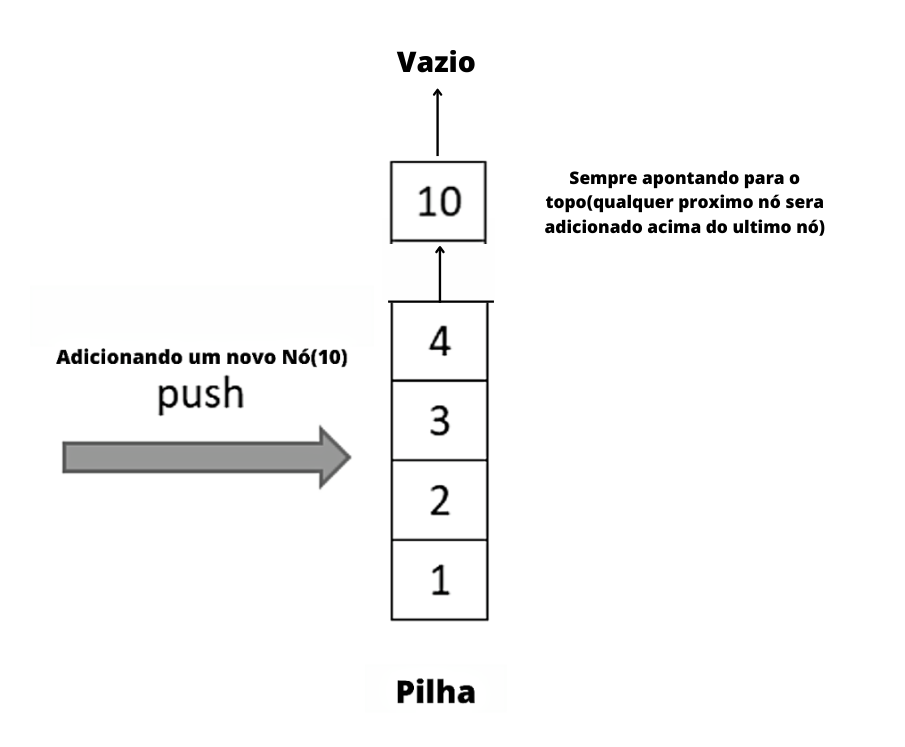 Vazio
10
Sempre apontando para o
topo(qualquer proximo nó sera
adicionado acima do ultimo nó)
Adicionando um novo Nó(10)
push
4
3
2
1
Pilha